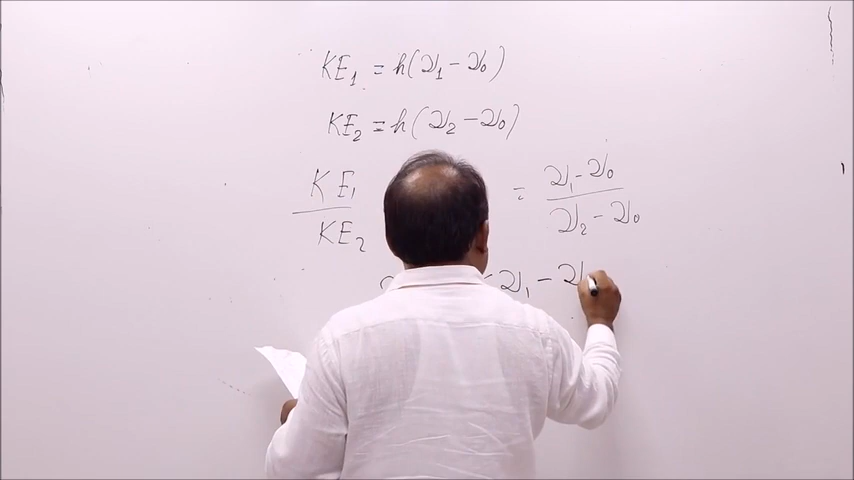 KE₁ = h(ν₁ − ν₀)
KE₂ = h(ν₂ − ν₀)
KE₁ / KE₂ = ν₁ − ν₀ / ν₂ − ν₀
ν₁ − ν